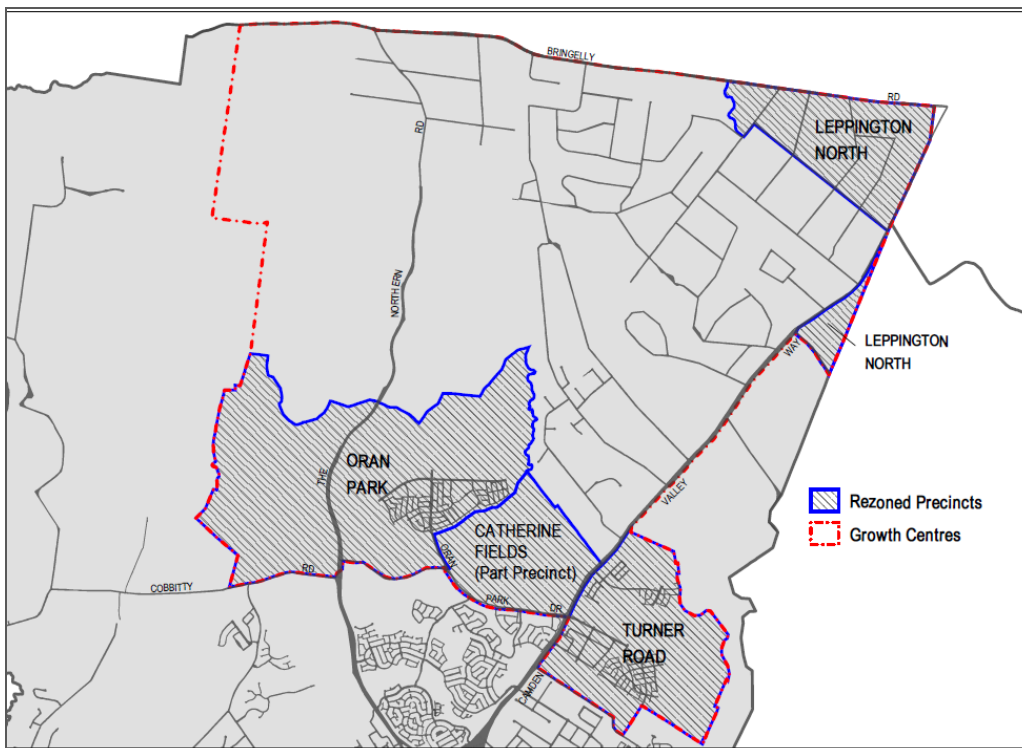 BRINGELLY
RD
LEPPINGTON
NORTH
RD
NORTHERN
THE
WAY
LEPPINGTON
NORTH
VALLEY
ORAN
PARK
Rezoned Precincts
Growth Centres
CATHERINE
FIELDS
(Part Precinct)
ORAN
PARK
DR
COBBITTY
RD
TURNER
ROAD
CAMDEN